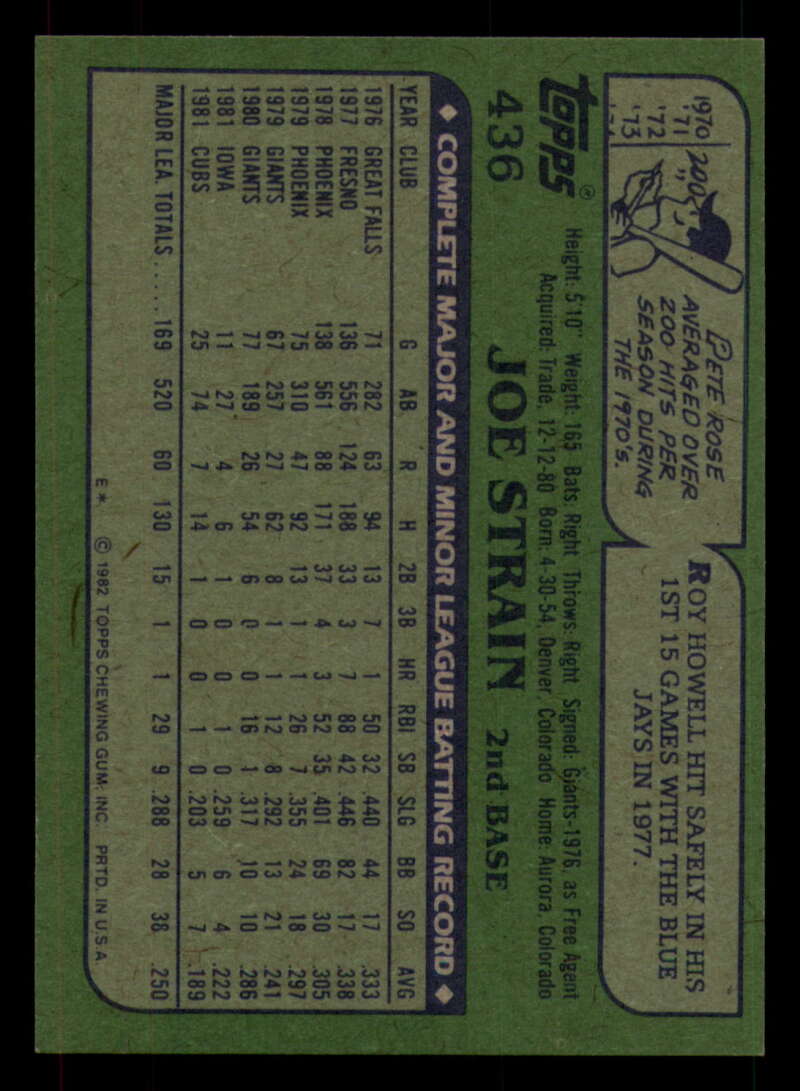 1970
'71
'72
'73
200
PETE ROSE
AVERAGED OVER
200 HITS PER
SEASON DURING
THE 1970'S.
ROY HOWELL HIT SAFELY IN HIS
1ST 15 GAMES WITH THE BLUE
JAYS IN 1977.
TOPPS®
Height: 5'10" Weight: 165 Bats: Right Throws: Right Signed: Giants-1976, as Free Agent
Acquired: Trade, 12-12-80 Born: 4-30-54, Denver, Colorado Home: Aurora, Colorado
436 JOE STRAIN 2nd BASE
◆ COMPLETE MAJOR AND MINOR LEAGUE BATTING RECORD ◆
YEAR CLUB G AB R H 2B 3B HR RBI SB SLG BB SO AVG
1976 GREAT FALLS 71 282 63 94 13 7 1 50 32 .440 44 17 .333
1977 FRESNO 136 556 124 188 33 3 7 88 42 .446 82 17 .338
1978 PHOENIX 138 561 88 171 37 4 3 52 35 .401 69 30 .305
1979 PHOENIX 75 310 47 92 13 1 1 26 7 .355 24 18 .297
1979 GIANTS 67 257 27 62 8 1 1 12 8 .292 13 21 .241
1980 GIANTS 77 189 26 54 6 0 0 16 1 .317 10 10 .286
1981 IOWA 11 27 4 6 1 0 0 1 0 .259 6 4 .222
1981 CUBS 25 74 7 14 1 0 0 1 0 .203 5 7 .189
MAJOR LEA. TOTALS..... 169 520 60 130 15 1 1 29 9 .288 28 38 .250
E* © 1982 TOPPS CHEWING GUM, INC. PRTD. IN U.S.A.